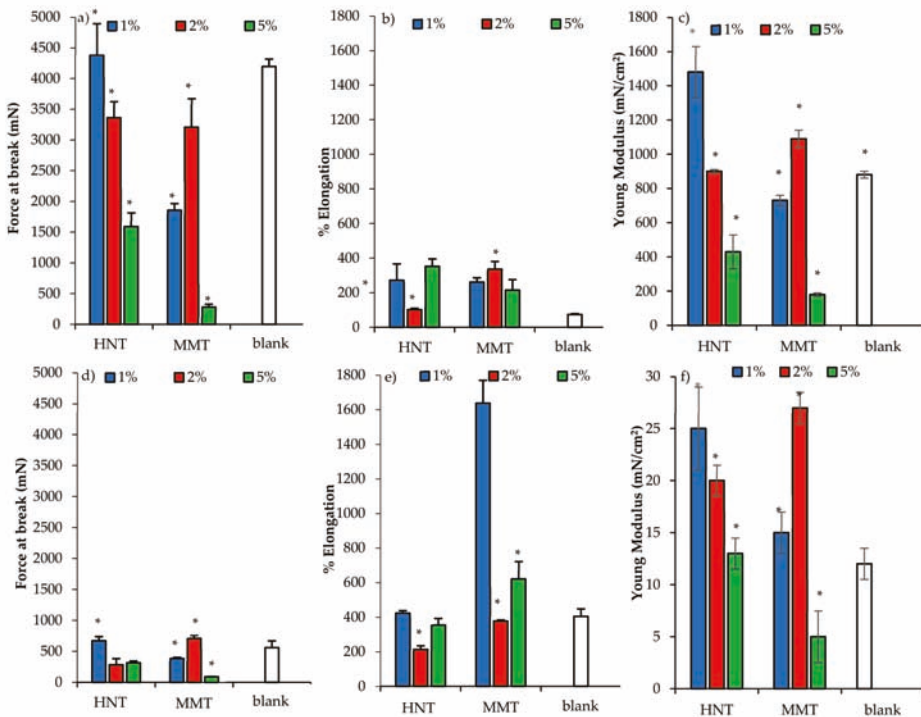 a)
1% 2% 5%
Force at break (mN)
5000
4500
4000
3500
3000
2500
2000
1500
1000
500
0
* * * * * *
HNT MMT blank
b)
1% 2% 5%
% Elongation
1800
1600
1400
1200
1000
800
600
400
200
0
* * *
HNT MMT blank
c)
1% 2% 5%
Young Modulus (mN/cm²)
1800
1600
1400
1200
1000
800
600
400
200
0
* * * * * * *
HNT MMT blank
d)
1% 2% 5%
Force at break (mN)
5000
4500
4000
3500
3000
2500
2000
1500
1000
500
0
* * * *
HNT MMT blank
e)
1% 2% 5%
% Elongation
1800
1600
1400
1200
1000
800
600
400
200
0
* * *
HNT MMT blank
f)
1% 2% 5%
Young Modulus (mN/cm²)
30
25
20
15
10
5
0
* * * * * *
HNT MMT blank